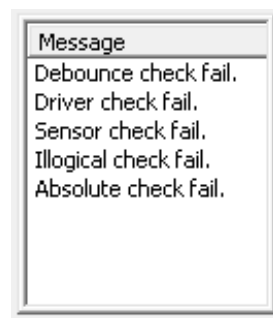 Message
Debounce check fail.
Driver check fail.
Sensor check fail.
Illogical check fail.
Absolute check fail.